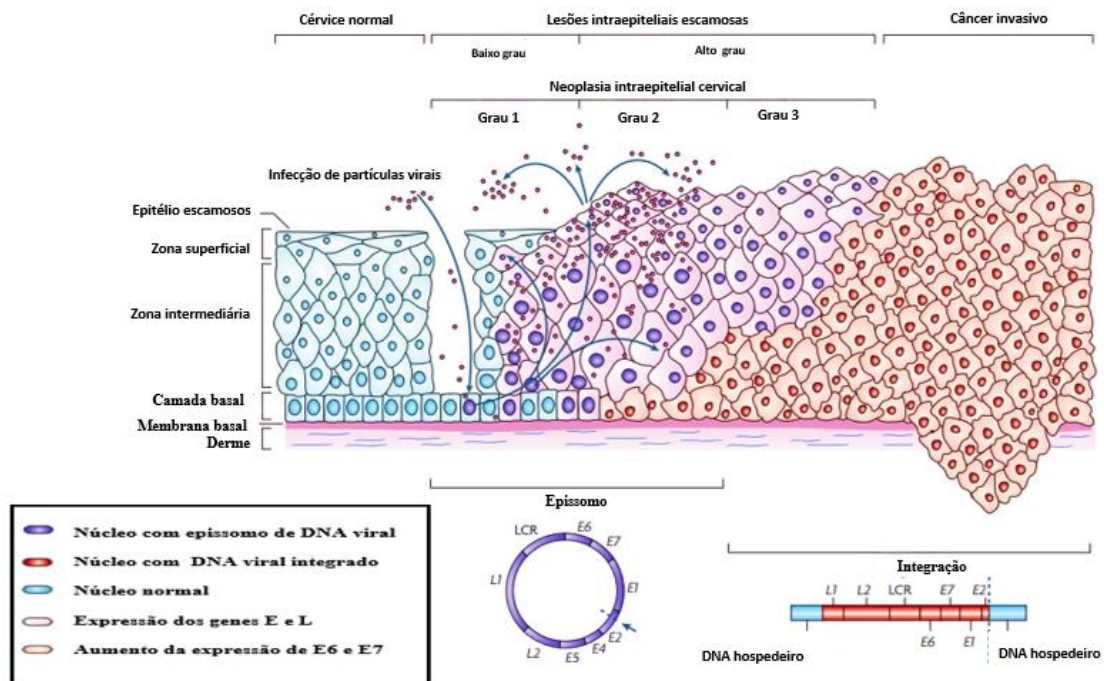 Cérvice normal
Lesões intraepiteliais escamosas
Câncer invasivo
Baixo grau
Alto grau
Neoplasia intraepitelial cervical
Grau 1
Grau 2
Grau 3
Infecção de partículas virais
Epitélio escamosos
Zona superficial
Zona intermediária
Camada basal
Membrana basal
Derme
Núcleo com epissomo de DNA viral
Núcleo com DNA viral integrado
Núcleo normal
Expressão dos genes E e L
Aumento da expressão de E6 e E7
Epissomo
LCR
E6
E7
E1
E2
E4
E5
L2
L1
Integração
L1
L2
LCR
E7
E2
E6
E1
DNA hospedeiro
DNA hospedeiro